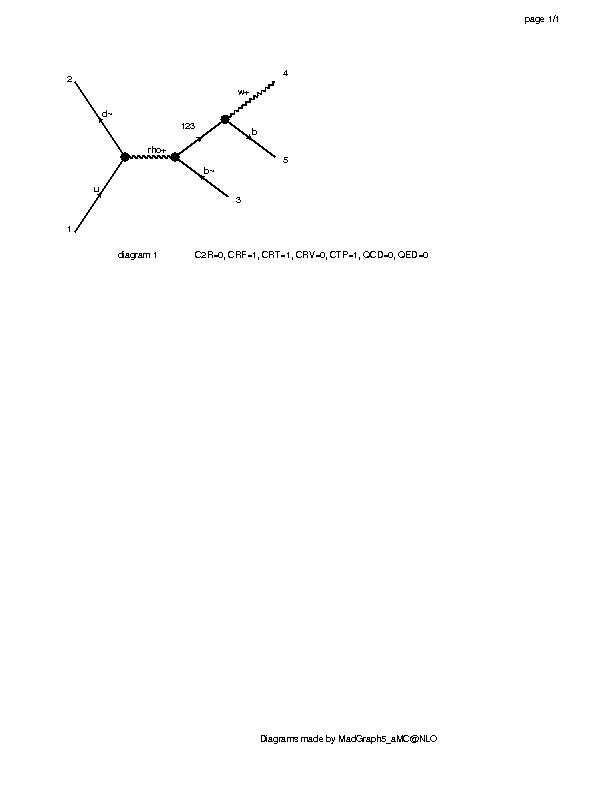 page 1/1
2
4
w+
d~
123
b
rho+
5
b~
u
3
1
diagram 1 C2R=0, CRF=1, CRT=1, CRV=0, CTP=1, QCD=0, QED=0
Diagrams made by MadGraph5_aMC@NLO